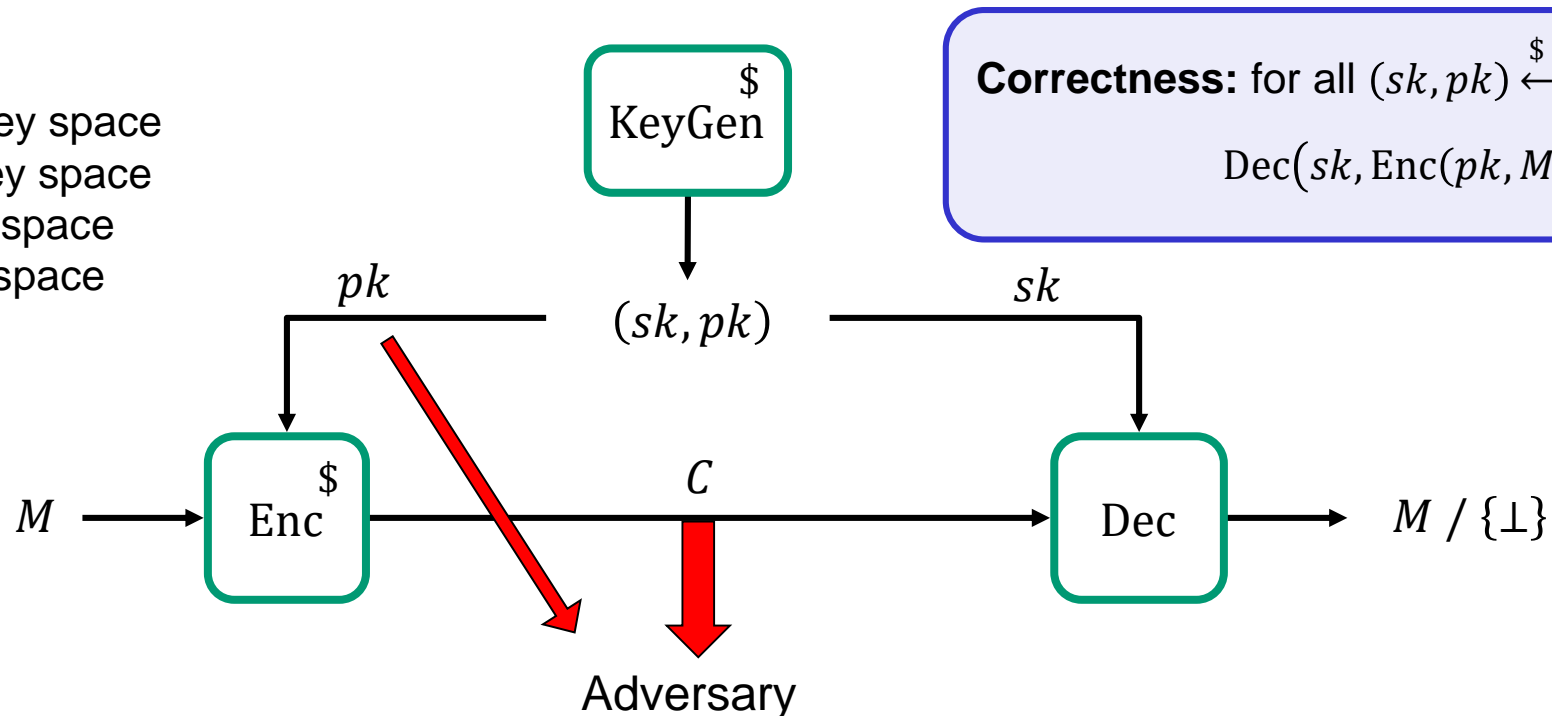 $
KeyGen
Correctness: for all (sk, pk) $←
Dec(sk, Enc(pk, M
ey space
ey space
space
space
pk
(sk, pk)
sk
M
$
Enc
C
Dec
M / {⊥}
Adversary